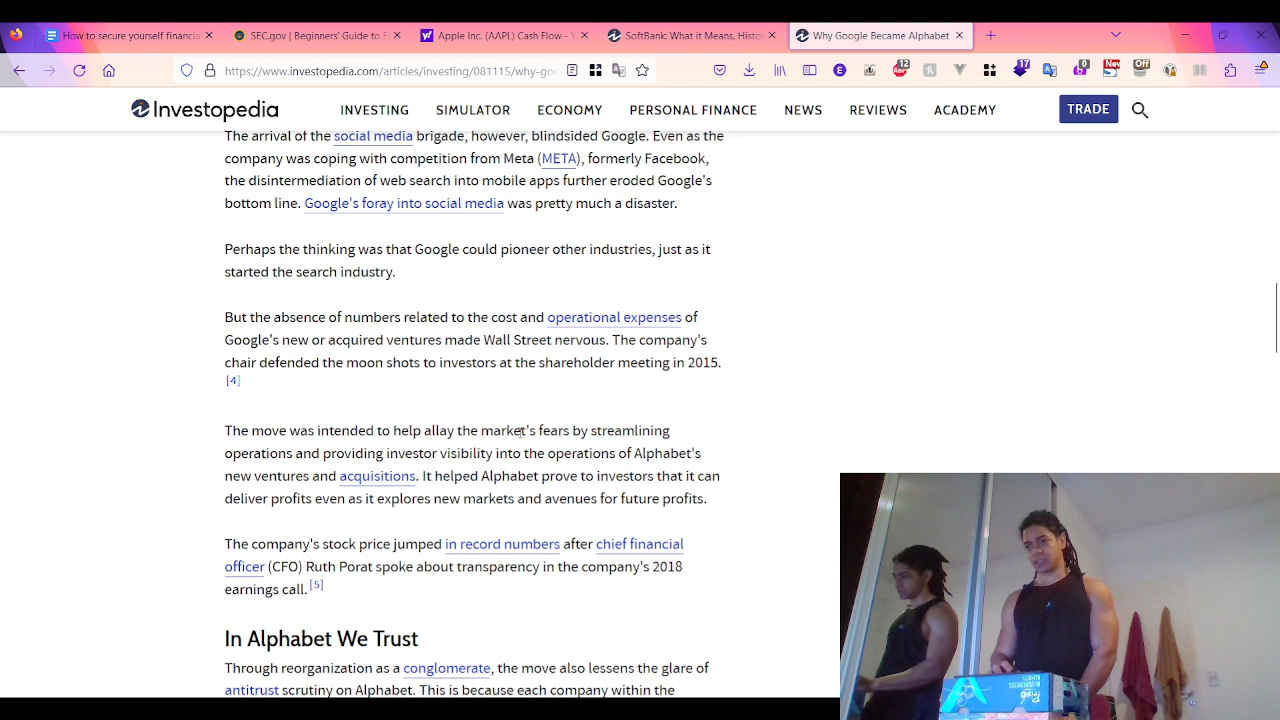 How to secure yourself financia
SEC.gov | Beginners' Guide to Fi
Apple Inc. (AAPL) Cash Flow - Y
SoftBank: What it Means, Histo
Why Google Became Alphabet
https://www.investopedia.com/articles/investing/081115/why-goo
12
17
0
New
Off
Investopedia
INVESTING
SIMULATOR
ECONOMY
PERSONAL FINANCE
NEWS
REVIEWS
ACADEMY
TRADE
The arrival of the social media brigade, however, blindsided Google. Even as the
company was coping with competition from Meta (META), formerly Facebook,
the disintermediation of web search into mobile apps further eroded Google's
bottom line. Google's foray into social media was pretty much a disaster.
Perhaps the thinking was that Google could pioneer other industries, just as it
started the search industry.
But the absence of numbers related to the cost and operational expenses of
Google's new or acquired ventures made Wall Street nervous. The company's
chair defended the moon shots to investors at the shareholder meeting in 2015.
[4]
The move was intended to help allay the market's fears by streamlining
operations and providing investor visibility into the operations of Alphabet's
new ventures and acquisitions. It helped Alphabet prove to investors that it can
deliver profits even as it explores new markets and avenues for future profits.
The company's stock price jumped in record numbers after chief financial
officer (CFO) Ruth Porat spoke about transparency in the company's 2018
earnings call. [5]
In Alphabet We Trust
Through reorganization as a conglomerate, the move also lessens the glare of
antitrust scrutiny on Alphabet. This is because each company within the